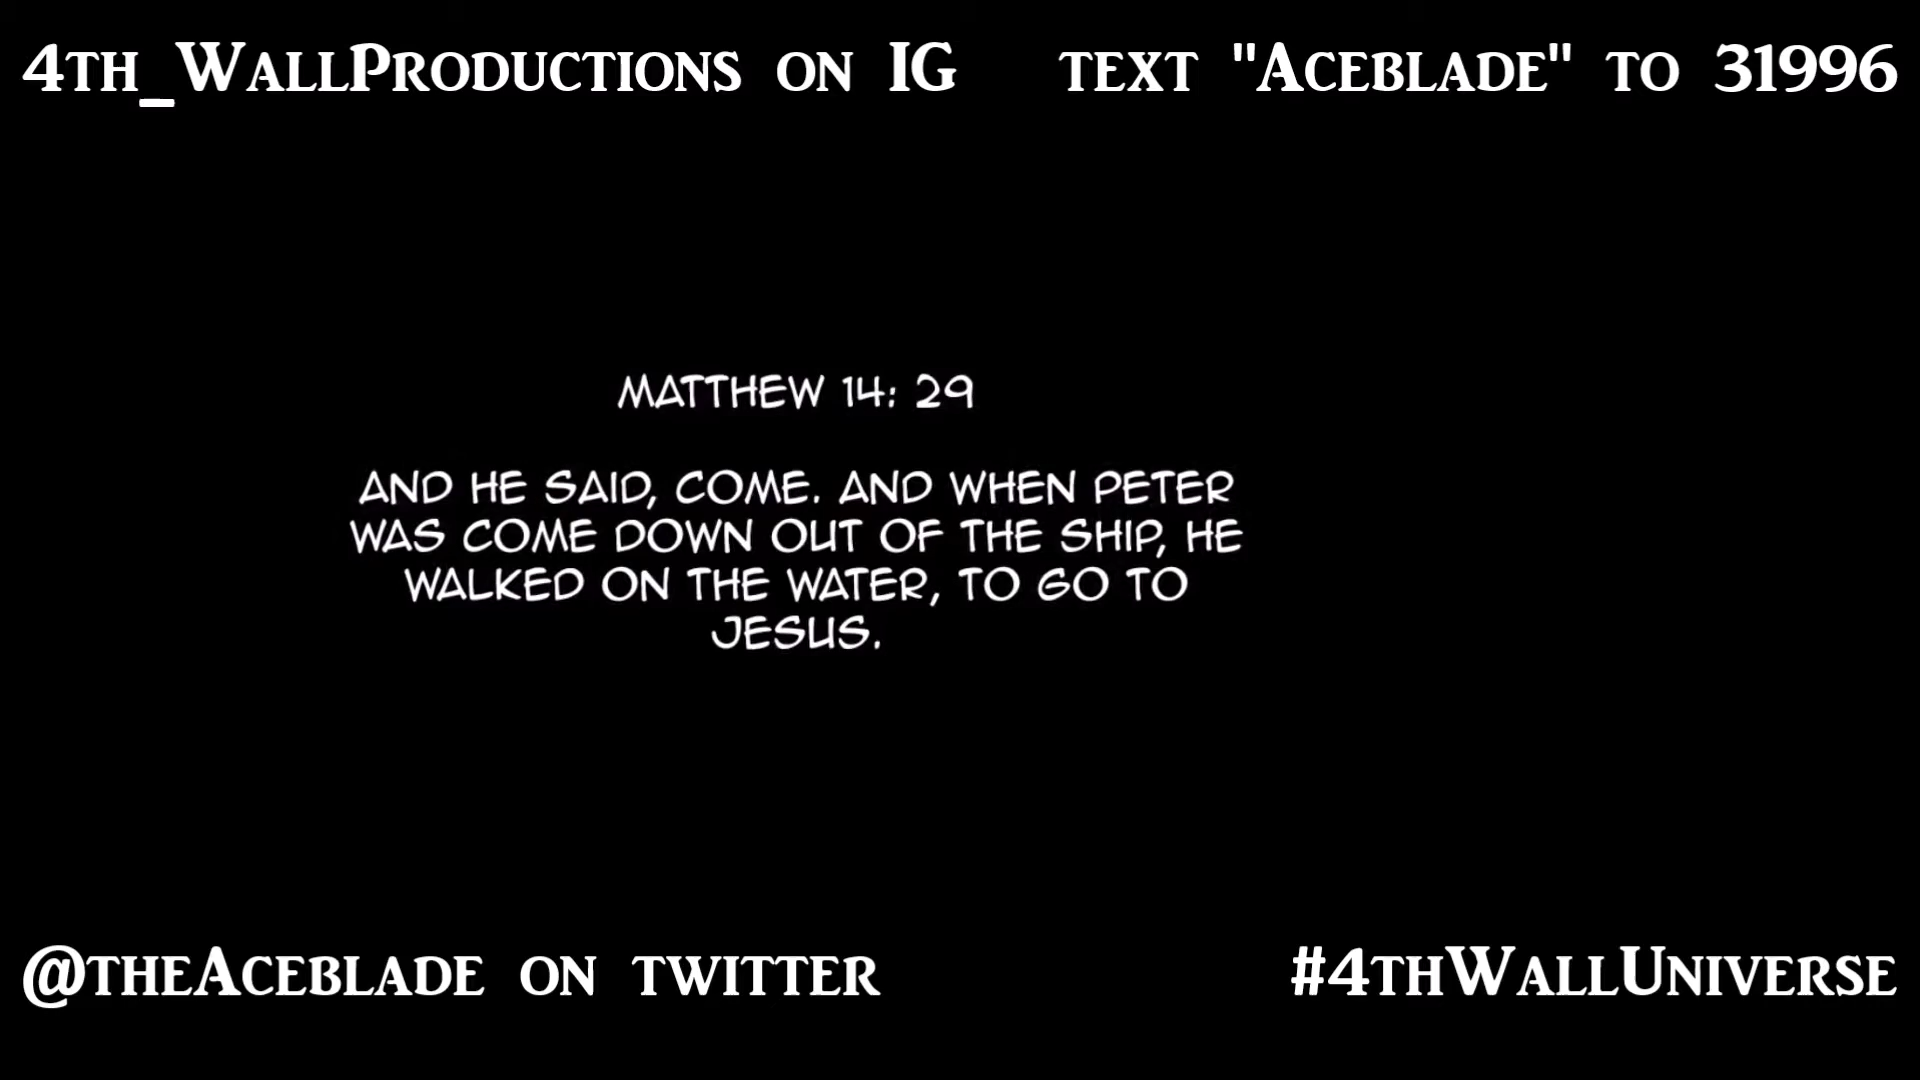 4th_WallProductions on IG
text "Aceblade" to 31996
MATTHEW 14: 29
AND HE SAID, COME. AND WHEN PETER
WAS COME DOWN OUT OF THE SHIP, HE
WALKED ON THE WATER, TO GO TO
JESUS.
@theAceblade on twitter
#4thWallUniverse